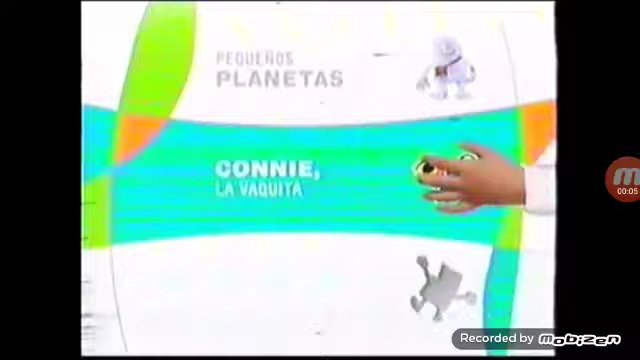 PEQUEÑOS
PLANETAS
CONNIE,
LA VAQUITA
00:05
Recorded by mobizen